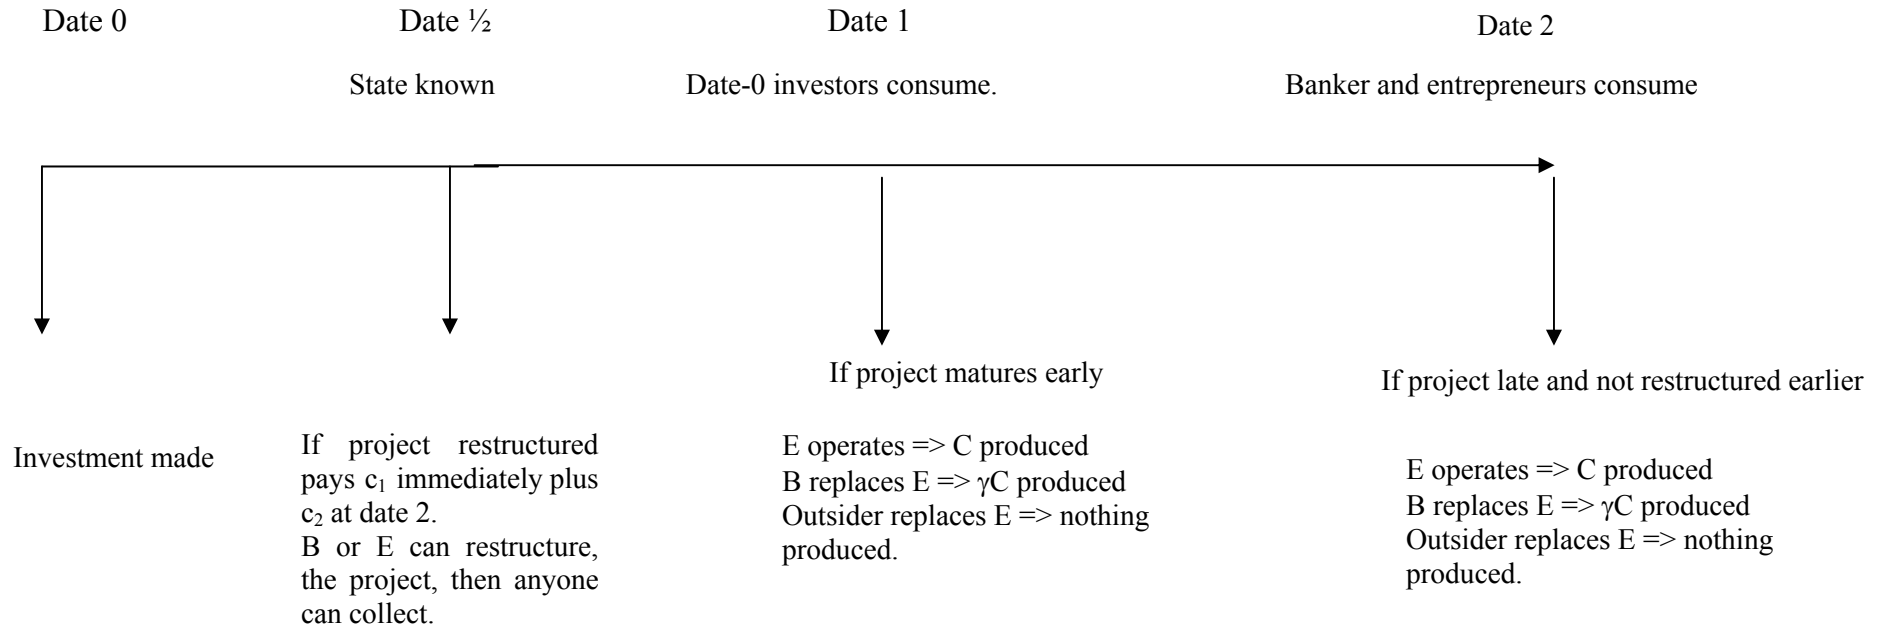 Date 0
Date ½
Date 1
Date 2
State known
Date-0 investors consume.
Banker and entrepreneurs consume
Investment made
If project restructured
pays c₁ immediately plus
c₂ at date 2.
B or E can restructure,
the project, then anyone
can collect.
If project matures early
E operates => C produced
B replaces E => γC produced
Outsider replaces E => nothing
produced.
If project late and not restructured earlier
E operates => C produced
B replaces E => γC produced
Outsider replaces E => nothing
produced.